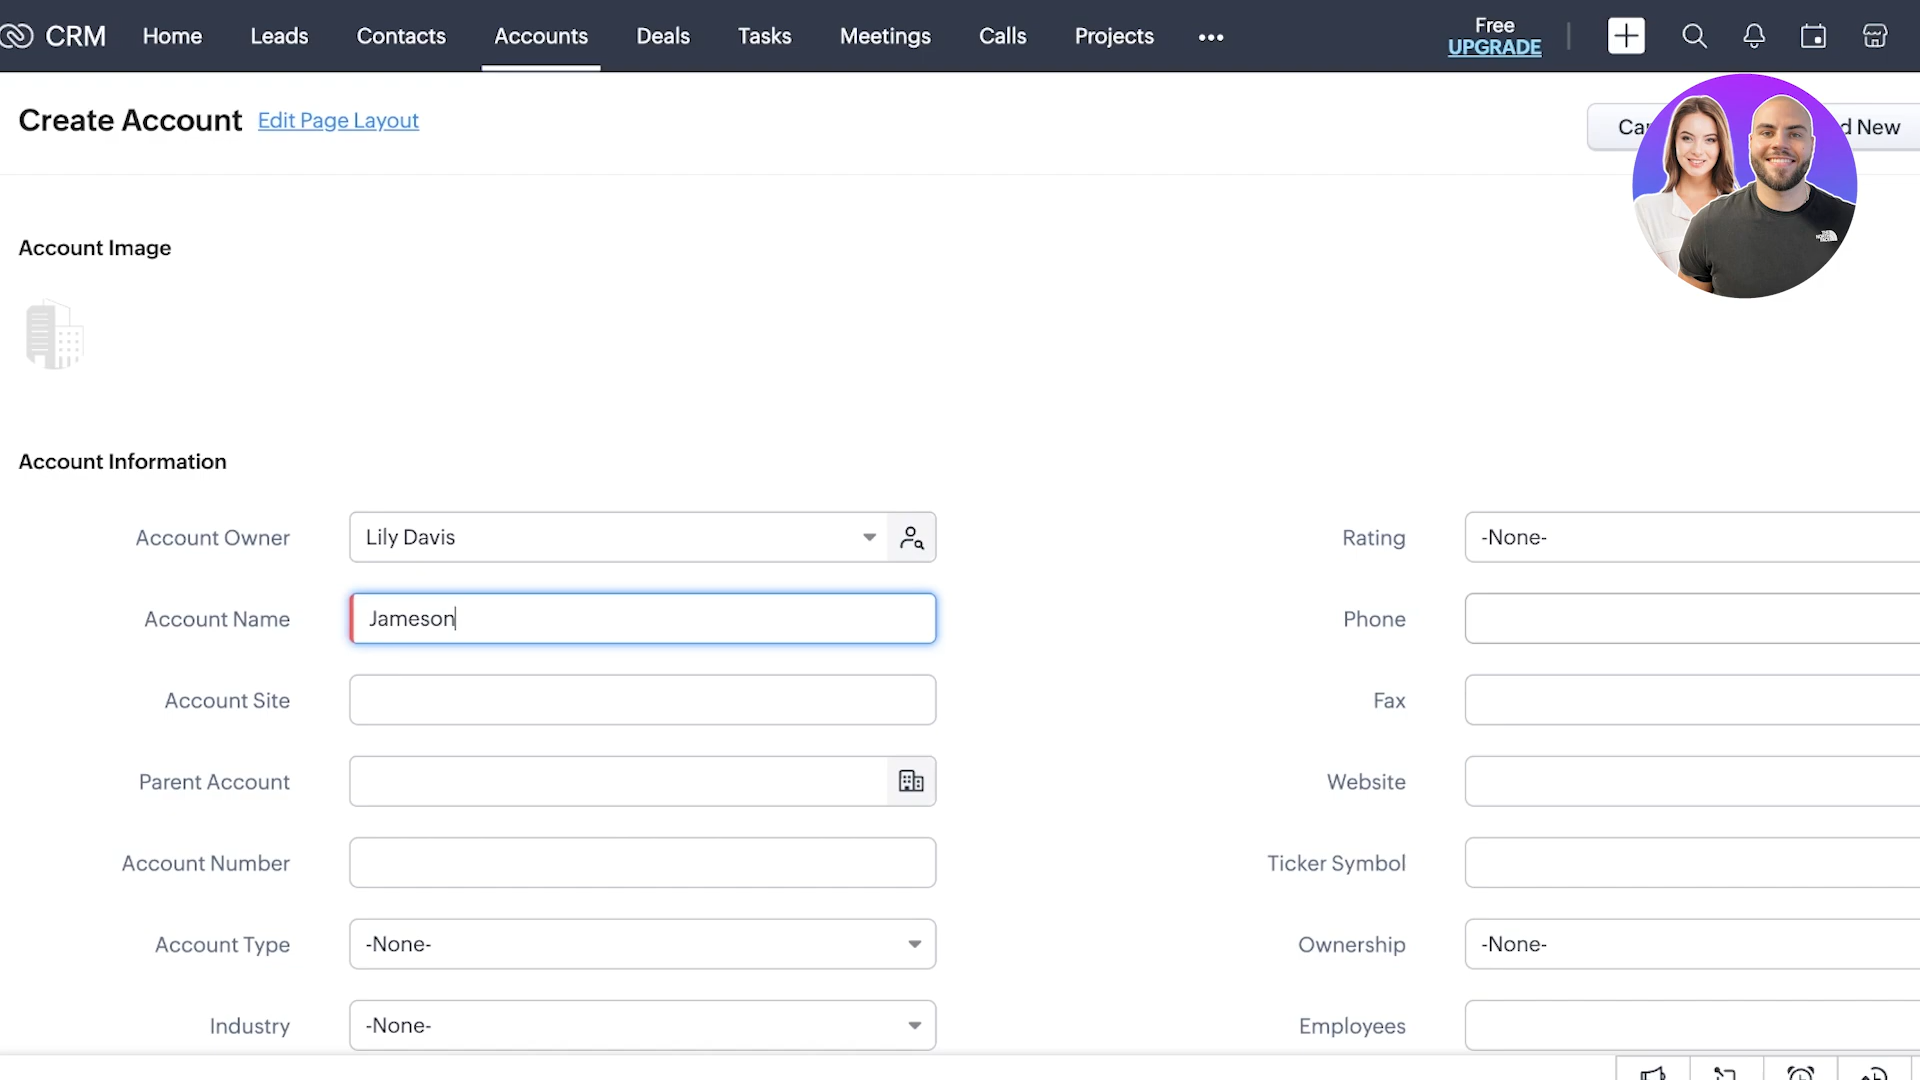 CRM Home Leads Contacts Accounts Deals Tasks Meetings Calls Projects
Free
UPGRADE
Create Account Edit Page Layout
d New
Account Image
Account Information
Account Owner Lily Davis
Rating -None-
Account Name Jameson
Phone
Account Site
Fax
Parent Account
Website
Account Number
Ticker Symbol
Account Type -None-
Ownership -None-
Industry -None-
Employees